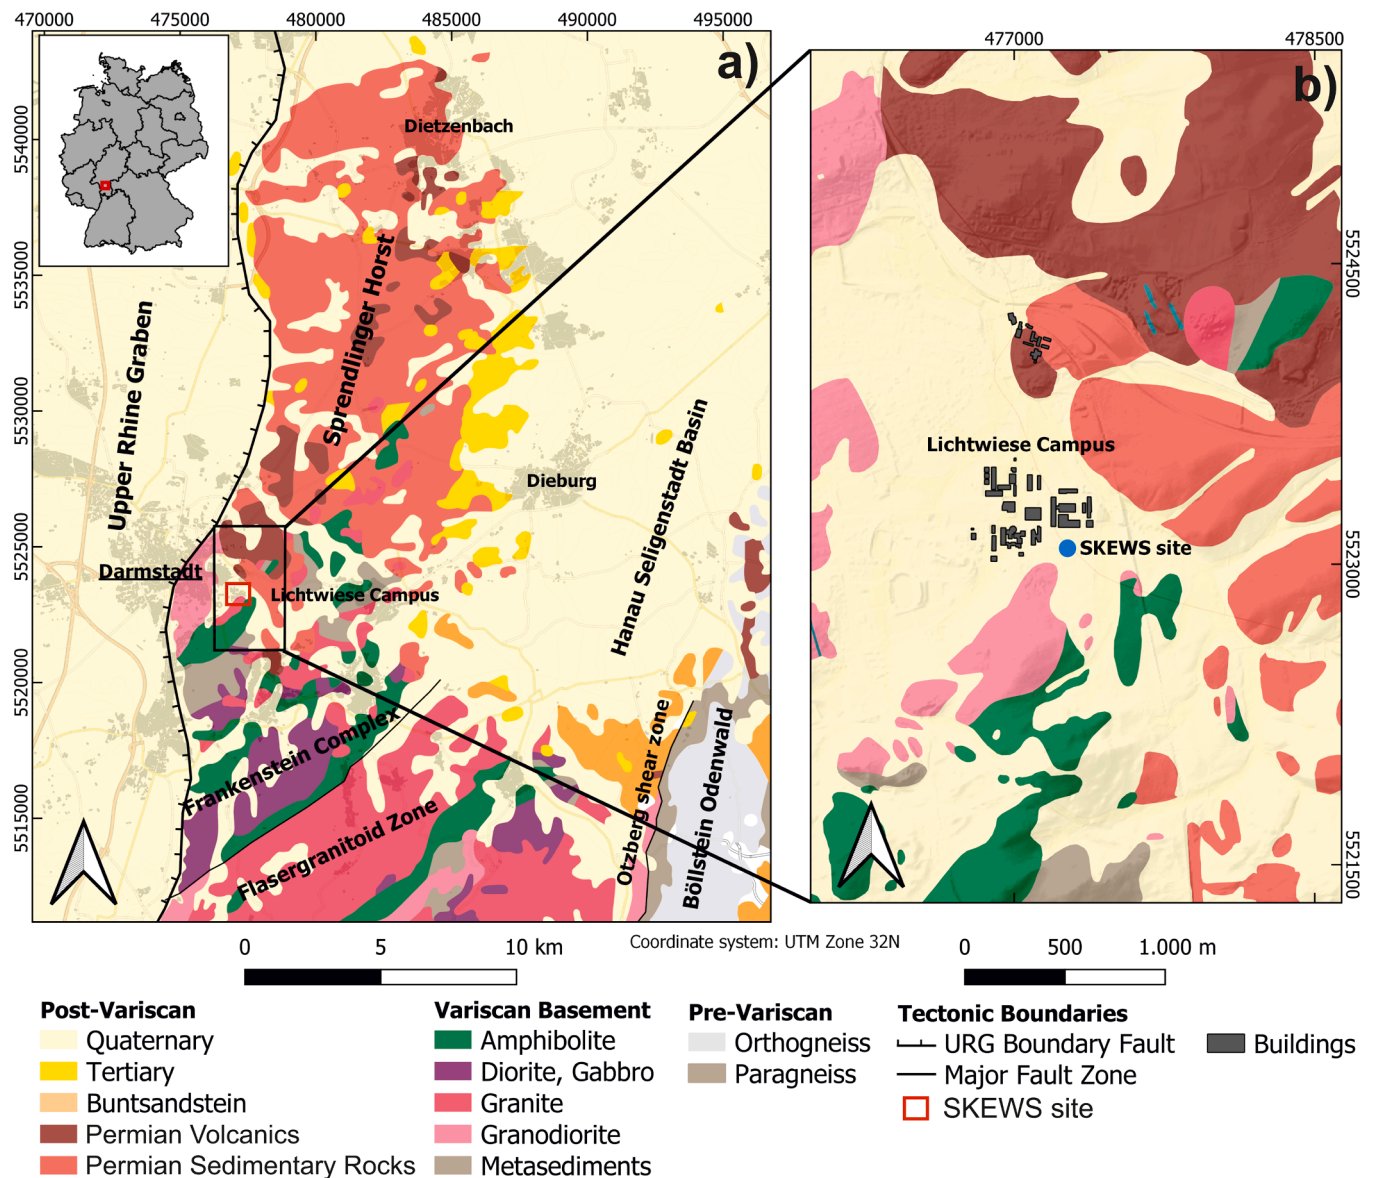 470000 475000 480000 485000 490000 495000
5540000
5535000
5530000
5525000
5520000
5515000
a)
Dietzenbach
Sprendlinger Horst
Upper Rhine Graben
Dieburg
Hanau Seligenstadt Basin
Darmstadt
Lichtwiese Campus
Frankenstein Complex
Flasergranitoid Zone
Otzberg shear zone
Böllstein Odenwald
477000 478500
b)
5524500
5523000
5521500
Lichtwiese Campus
SKEWS site
Coordinate system: UTM Zone 32N
0 5 10 km
0 500 1.000 m
Post-Variscan
Quaternary
Tertiary
Buntsandstein
Permian Volcanics
Permian Sedimentary Rocks
Variscan Basement
Amphibolite
Diorite, Gabbro
Granite
Granodiorite
Metasediments
Pre-Variscan
Orthogneiss
Paragneiss
Tectonic Boundaries
URG Boundary Fault
Major Fault Zone
SKEWS site
Buildings